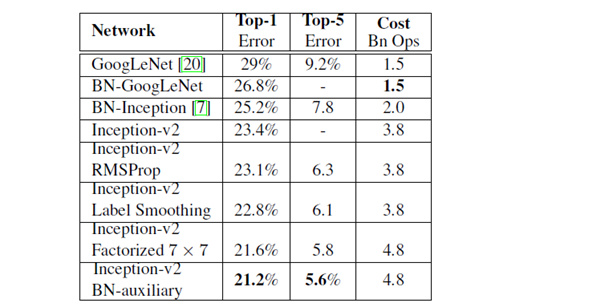 Network Top-1 Error Top-5 Error Cost Bn Ops
GoogLeNet [20] 29% 9.2% 1.5
BN-GoogLeNet 26.8% - 1.5
BN-Inception [7] 25.2% 7.8 2.0
Inception-v2 23.4% - 3.8
Inception-v2
RMSProp 23.1% 6.3 3.8
Inception-v2
Label Smoothing 22.8% 6.1 3.8
Inception-v2
Factorized 7 × 7 21.6% 5.8 4.8
Inception-v2
BN-auxiliary 21.2% 5.6% 4.8